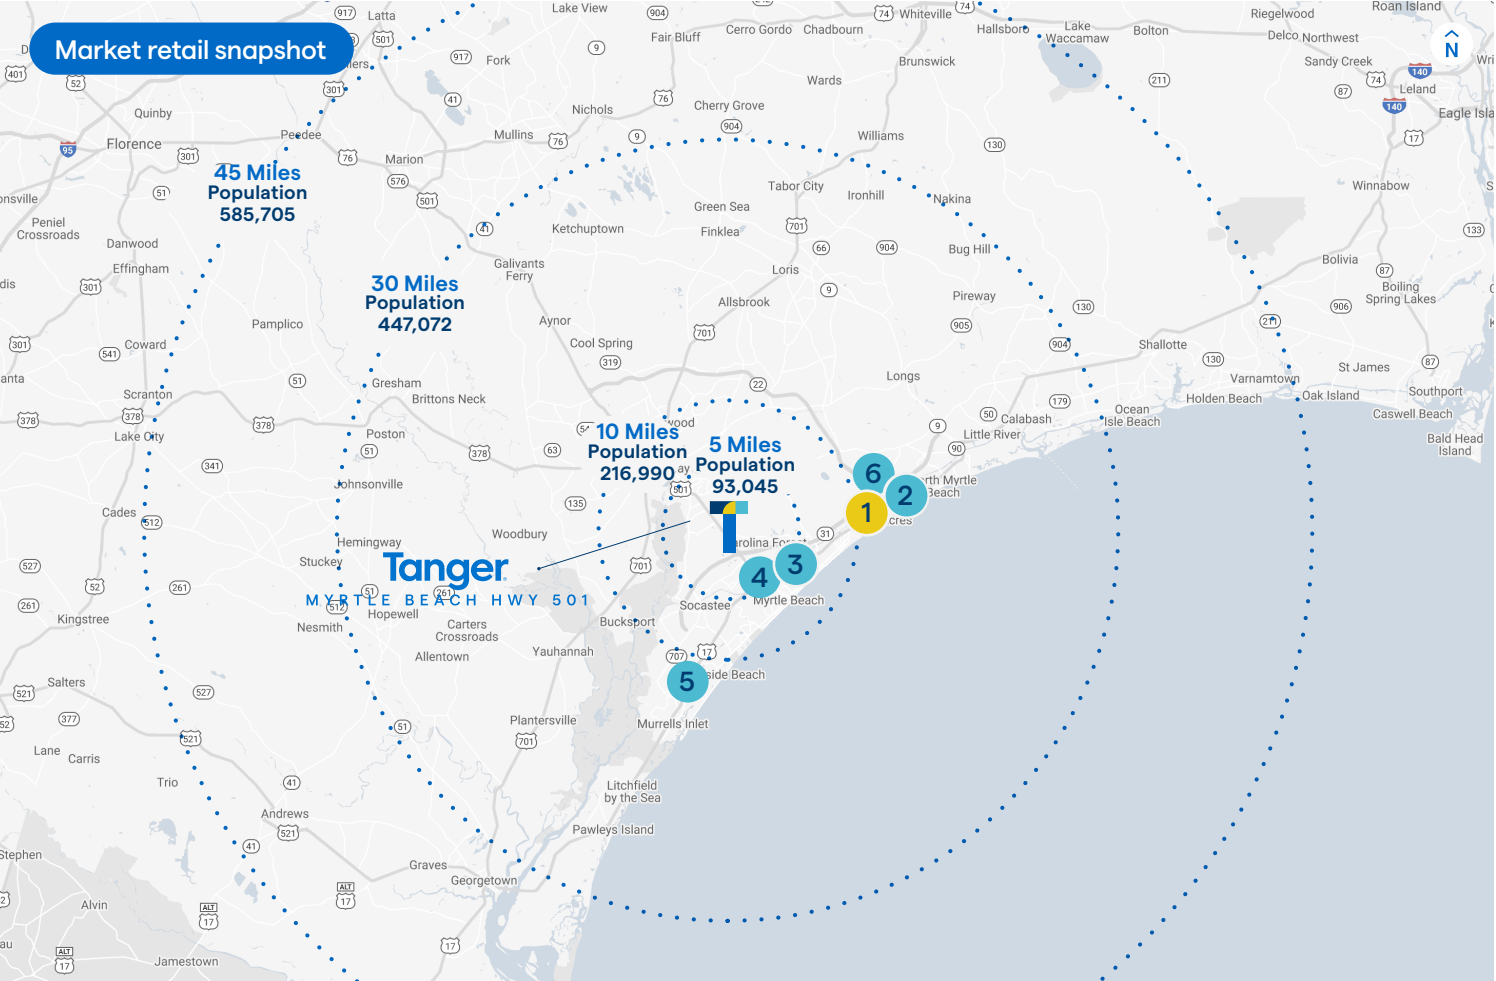 Market retail snapshot
N
45 Miles
Population
585,705
30 Miles
Population
447,072
10 Miles
Population
216,990
5 Miles
Population
93,045
Tanger
MYRTLE BEACH HWY 501
1
2
3
4
5
6
Latta
Lake View
Fair Bluff
Cerro Gordo
Chadbourn
Whiteville
Hallsboro
Lake
Waccamaw
Bolton
Riegelwood
Delco
Northwest
Roan Island
Sandy Creek
Leland
Eagle Isla
Fork
Nichols
Cherry Grove
Wards
Brunswick
Quinby
Florence
Peedee
Mullins
Marion
Williams
Tabor City
Ironhill
Nakina
Winnabow
Peniel
Crossroads
Danwood
Effingham
Green Sea
Finklea
Ketchuptown
Galivants
Ferry
Loris
Bug Hill
Bolivia
Boiling
Spring Lakes
Allsbrook
Pireway
Pamplico
Aynor
Cool Spring
Coward
Shallotte
St James
Varnamtown
Southport
Scranton
Gresham
Brittons Neck
Longs
Calabash
Little River
Ocean
Isle Beach
Holden Beach
Oak Island
Caswell Beach
Bald Head
Island
Lake City
Poston
Johnsonville
Cades
Woodbury
Hemingway
Stuckey
Carolina Forest
Myrtle Beach
Socastee
Kingstree
Nesmith
Hopewell
Carters
Crossroads
Allentown
Bucksport
Yauhannah
Salters
Lane
Carris
Trio
Plantersville
Murrells Inlet
Litchfield
by the Sea
Pawleys Island
Andrews
Graves
Georgetown
Stephen
Alvin
Jamestown